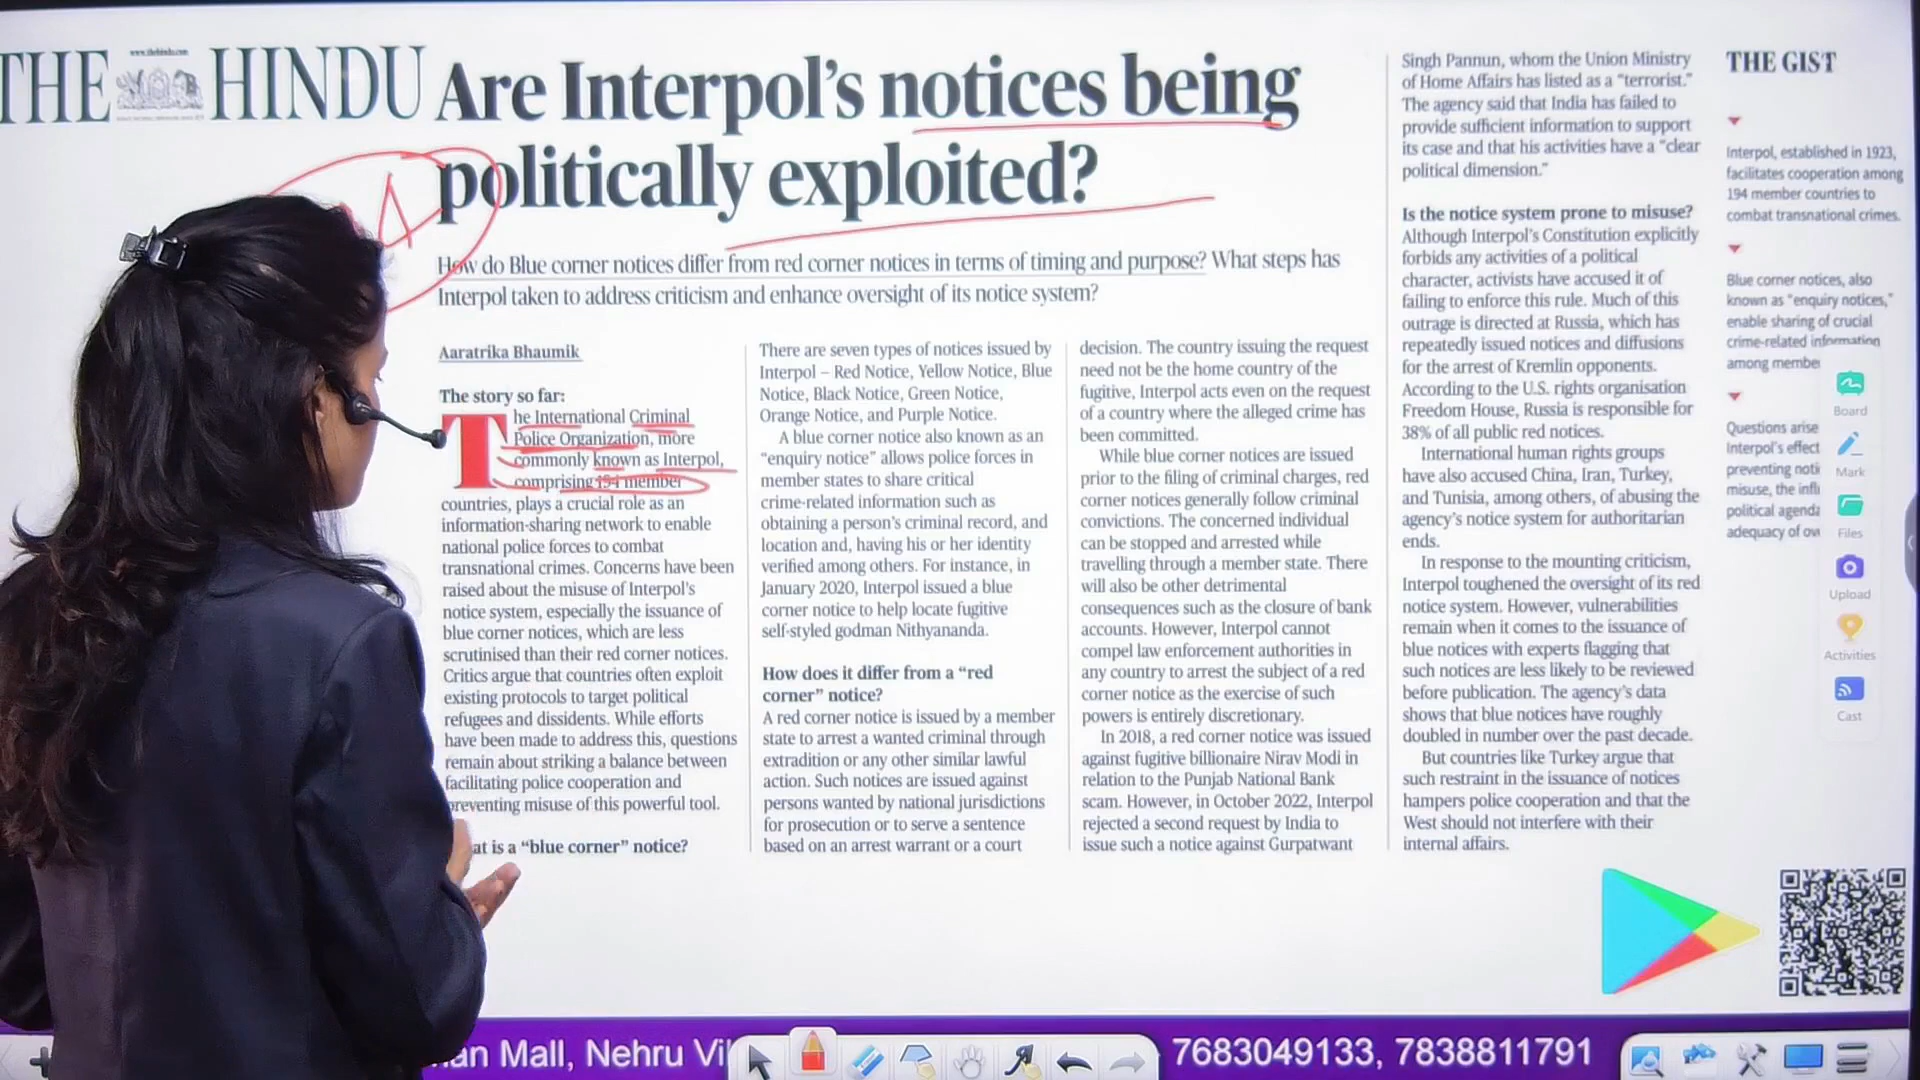 THE HINDU
www.thehindu.com
Are Interpol's notices being
politically exploited?
How do Blue corner notices differ from red corner notices in terms of timing and purpose? What steps has
Interpol taken to address criticism and enhance oversight of its notice system?
Aaratrika Bhaumik
The story so far:
The International Criminal
Police Organization, more
commonly known as Interpol,
comprising 194 member
countries, plays a crucial role as an
information-sharing network to enable
national police forces to combat
transnational crimes. Concerns have been
raised about the misuse of Interpol's
notice system, especially the issuance of
blue corner notices, which are less
scrutinised than their red corner notices.
Critics argue that countries often exploit
existing protocols to target political
refugees and dissidents. While efforts
have been made to address this, questions
remain about striking a balance between
facilitating police cooperation and
preventing misuse of this powerful tool.
at is a “blue corner” notice?
There are seven types of notices issued by
Interpol – Red Notice, Yellow Notice, Blue
Notice, Black Notice, Green Notice,
Orange Notice, and Purple Notice.
A blue corner notice also known as an
“enquiry notice” allows police forces in
member states to share critical
crime-related information such as
obtaining a person's criminal record, and
location and, having his or her identity
verified among others. For instance, in
January 2020, Interpol issued a blue
corner notice to help locate fugitive
self-styled godman Nithyananda.
How does it differ from a “red
corner” notice?
A red corner notice is issued by a member
state to arrest a wanted criminal through
extradition or any other similar lawful
action. Such notices are issued against
persons wanted by national jurisdictions
for prosecution or to serve a sentence
based on an arrest warrant or a court
decision. The country issuing the request
need not be the home country of the
fugitive, Interpol acts even on the request
of a country where the alleged crime has
been committed.
While blue corner notices are issued
prior to the filing of criminal charges, red
corner notices generally follow criminal
convictions. The concerned individual
can be stopped and arrested while
travelling through a member state. There
will also be other detrimental
consequences such as the closure of bank
accounts. However, Interpol cannot
compel law enforcement authorities in
any country to arrest the subject of a red
corner notice as the exercise of such
powers is entirely discretionary.
In 2018, a red corner notice was issued
against fugitive billionaire Nirav Modi in
relation to the Punjab National Bank
scam. However, in October 2022, Interpol
rejected a second request by India to
issue such a notice against Gurpatwant
Singh Pannun, whom the Union Ministry
of Home Affairs has listed as a “terrorist.”
The agency said that India has failed to
provide sufficient information to support
its case and that his activities have a “clear
political dimension.”
Is the notice system prone to misuse?
Although Interpol's Constitution explicitly
forbids any activities of a political
character, activists have accused it of
failing to enforce this rule. Much of this
outrage is directed at Russia, which has
repeatedly issued notices and diffusions
for the arrest of Kremlin opponents.
According to the U.S. rights organisation
Freedom House, Russia is responsible for
38% of all public red notices.
International human rights groups
have also accused China, Iran, Turkey,
and Tunisia, among others, of abusing the
agency's notice system for authoritarian
ends.
In response to the mounting criticism,
Interpol toughened the oversight of its red
notice system. However, vulnerabilities
remain when it comes to the issuance of
blue notices with experts flagging that
such notices are less likely to be reviewed
before publication. The agency's data
shows that blue notices have roughly
doubled in number over the past decade.
But countries like Turkey argue that
such restraint in the issuance of notices
hampers police cooperation and that the
West should not interfere with their
internal affairs.
THE GIST
Interpol, established in 1923,
facilitates cooperation among
194 member countries to
combat transnational crimes.
Blue corner notices, also
known as “enquiry notices,”
enable sharing of crucial
crime-related information
among membe
Questions arise
Interpol's effect
preventing noti
misuse, the infl
political agenda
adequacy of ov
Board
Mark
Files
Upload
Activities
Cast
an Mall, Nehru Vi
7683049133, 7838811791